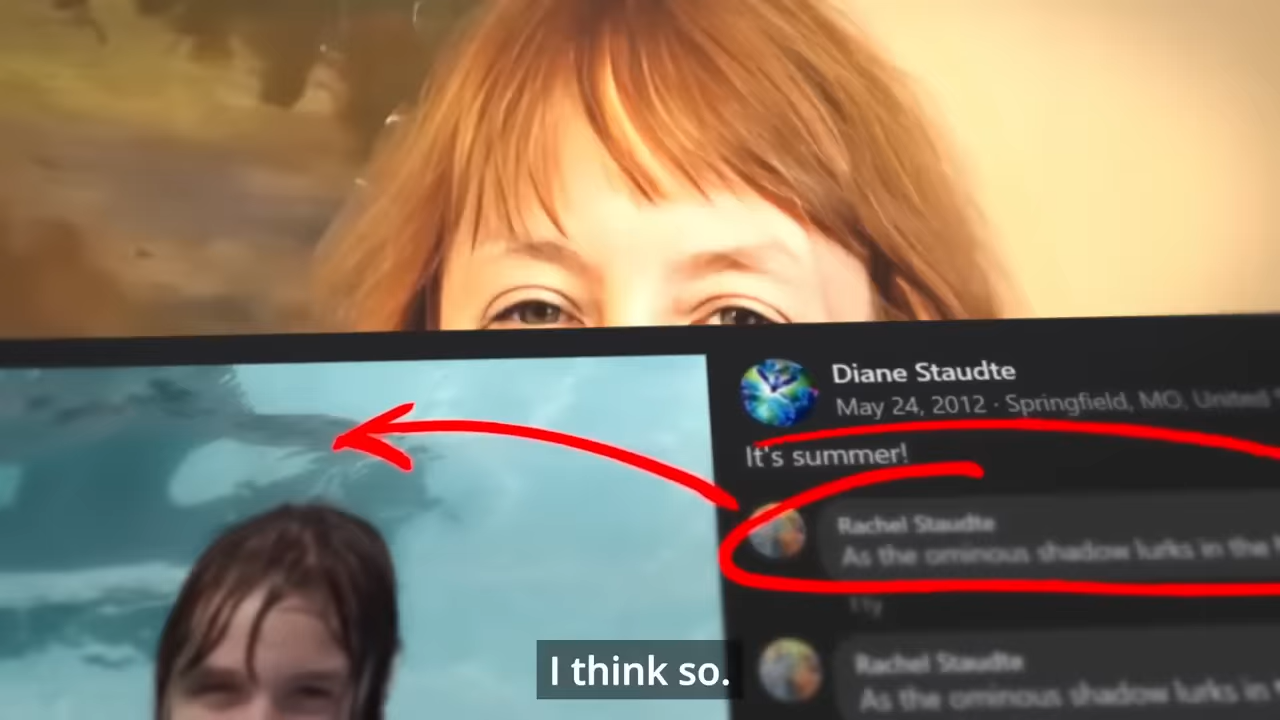 Diane Staudte
May 24, 2012 · Springfield, MO, United
It's summer!
Rachel Staudte
As the ominous shadow lurks in the
Rachel Staudte
As the ominous shadow lurks in
I think so.